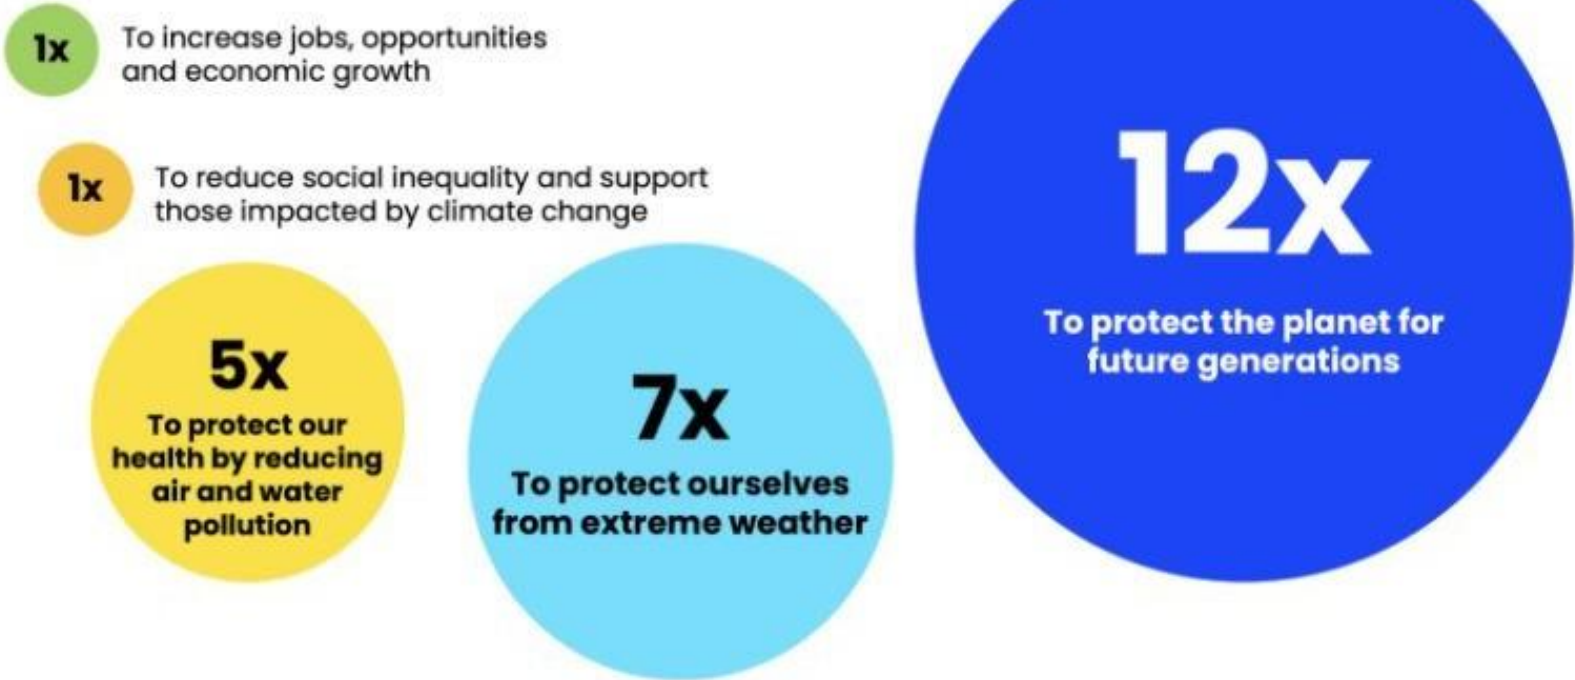 1x
To increase jobs, opportunities
and economic growth
1x
To reduce social inequality and support
those impacted by climate change
5x
To protect our
health by reducing
air and water
pollution
7x
To protect ourselves
from extreme weather
12x
To protect the planet for
future generations